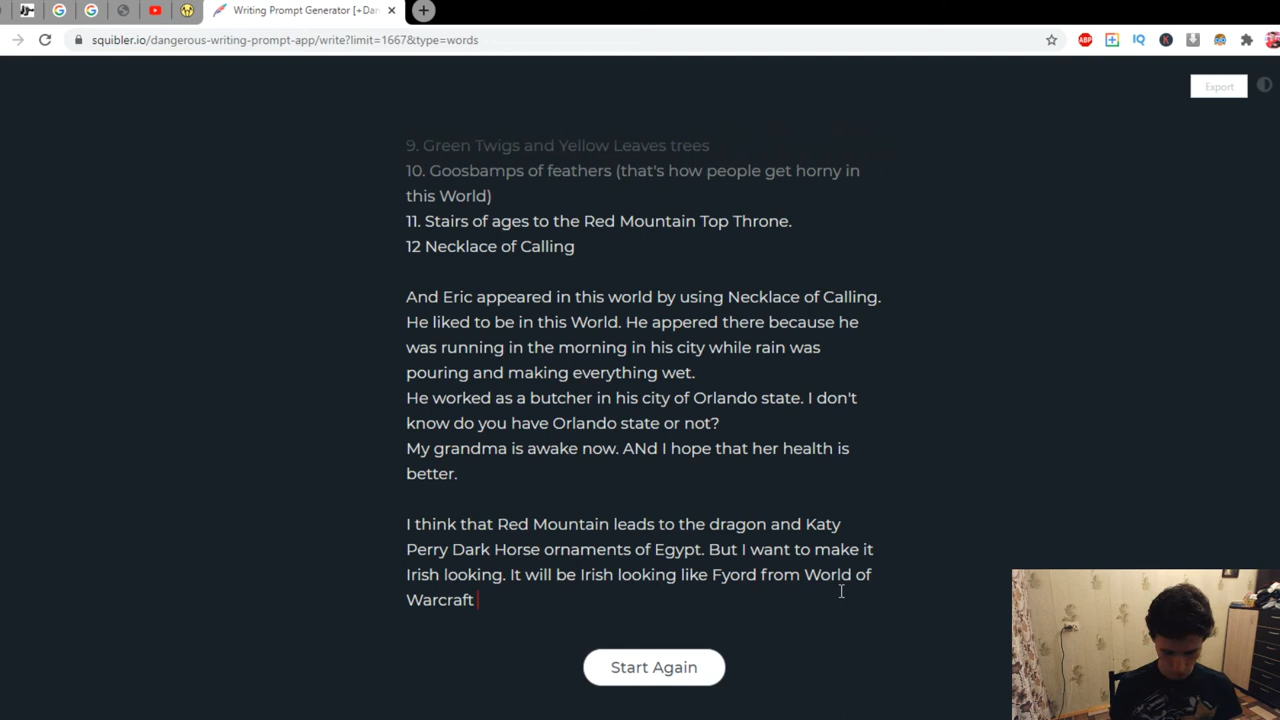 Writing Prompt Generator [+Dan
squibler.io/dangerous-writing-prompt-app/write?limit=1667&type=words
ABP
IQ
K
Export
9. Green Twigs and Yellow Leaves trees
10. Goosbamps of feathers (that's how people get horny in
this World)
11. Stairs of ages to the Red Mountain Top Throne.
12 Necklace of Calling
And Eric appeared in this world by using Necklace of Calling.
He liked to be in this World. He appered there because he
was running in the morning in his city while rain was
pouring and making everything wet.
He worked as a butcher in his city of Orlando state. I don't
know do you have Orlando state or not?
My grandma is awake now. ANd I hope that her health is
better.
I think that Red Mountain leads to the dragon and Katy
Perry Dark Horse ornaments of Egypt. But I want to make it
Irish looking. It will be Irish looking like Fyord from World of
Warcraft
Start Again